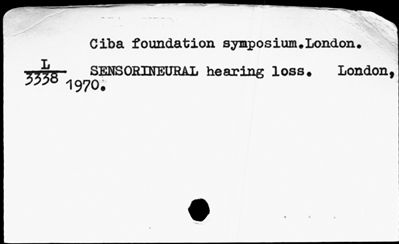 Ciba foundation symposium.London.
L
3338
SENSORINEURAL hearing loss. London,
1970.